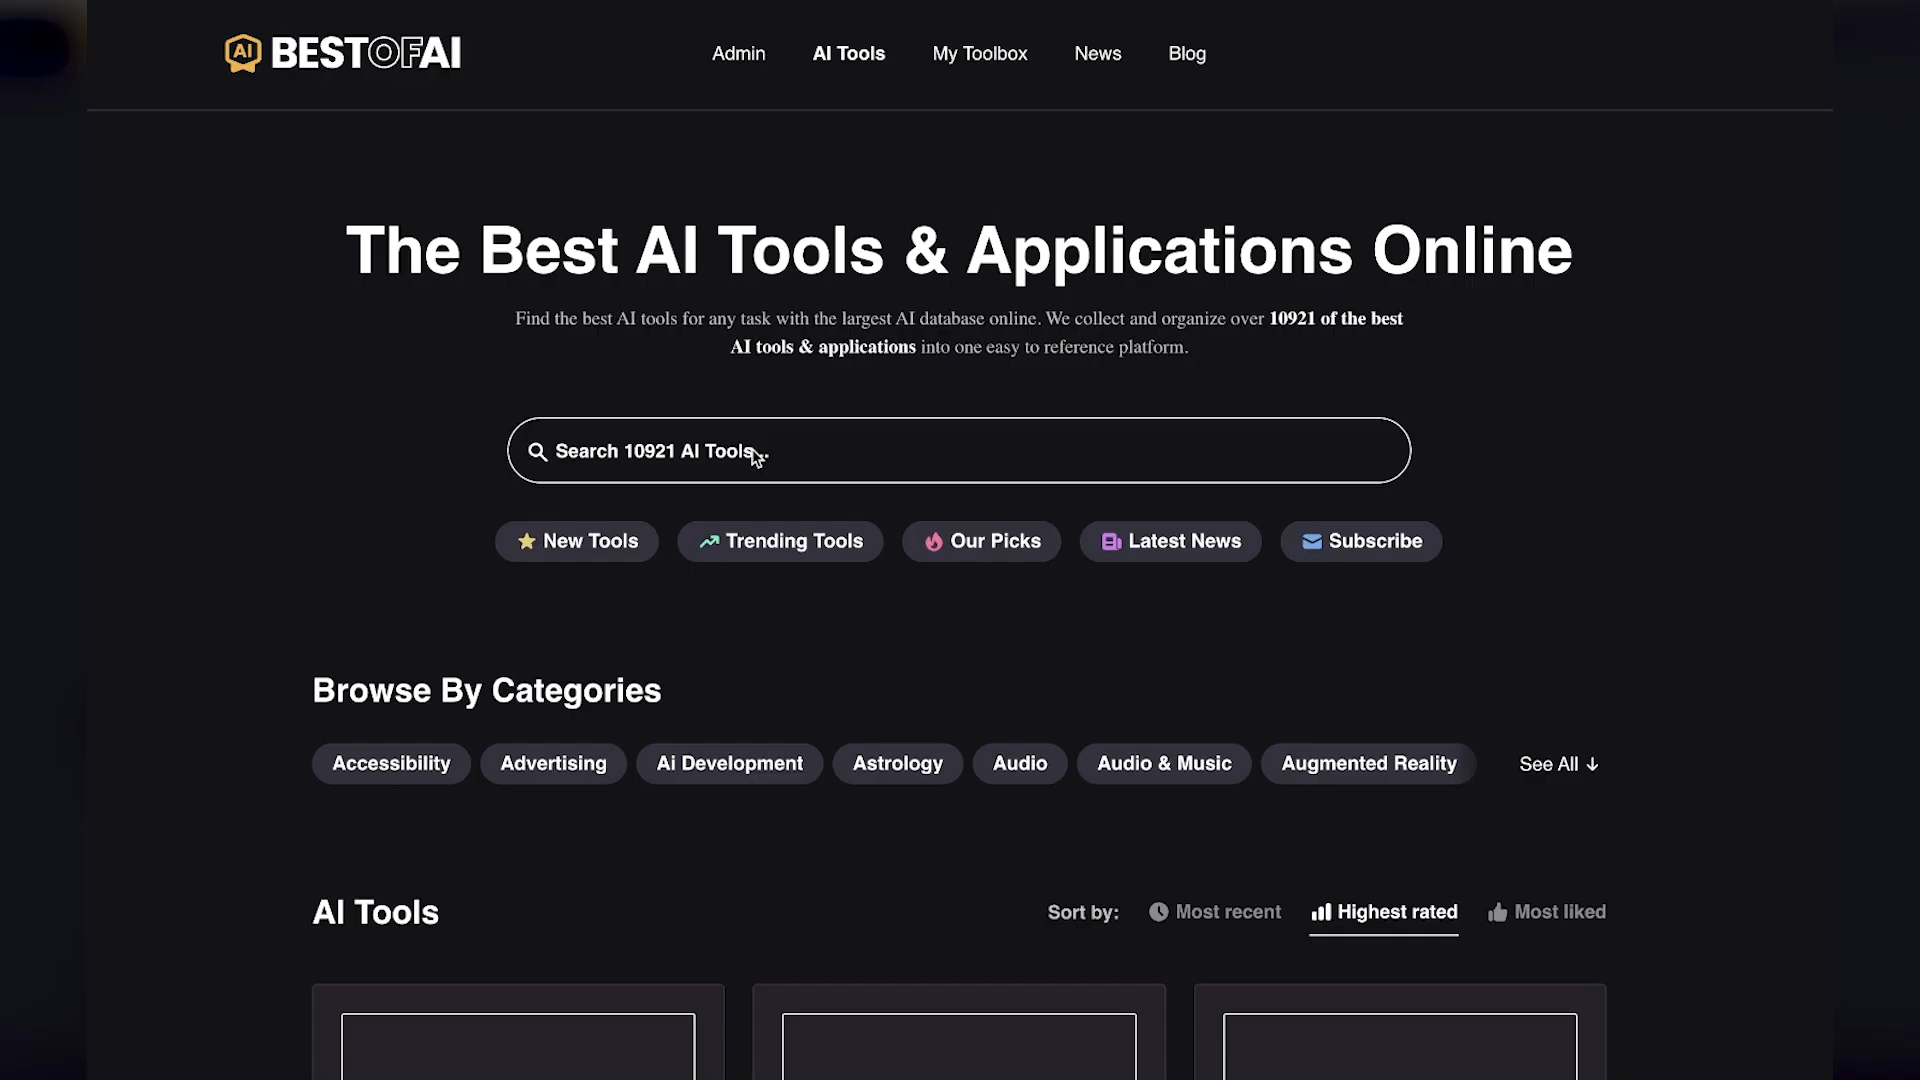 AI BESTOFAI
Admin
AI Tools
My Toolbox
News
Blog
The Best AI Tools & Applications Online
Find the best AI tools for any task with the largest AI database online. We collect and organize over 10921 of the best
AI tools & applications into one easy to reference platform.
Search 10921 AI Tools...
New Tools
Trending Tools
Our Picks
Latest News
Subscribe
Browse By Categories
Accessibility
Advertising
Ai Development
Astrology
Audio
Audio & Music
Augmented Reality
See All ↓
AI Tools
Sort by:
Most recent
Highest rated
Most liked